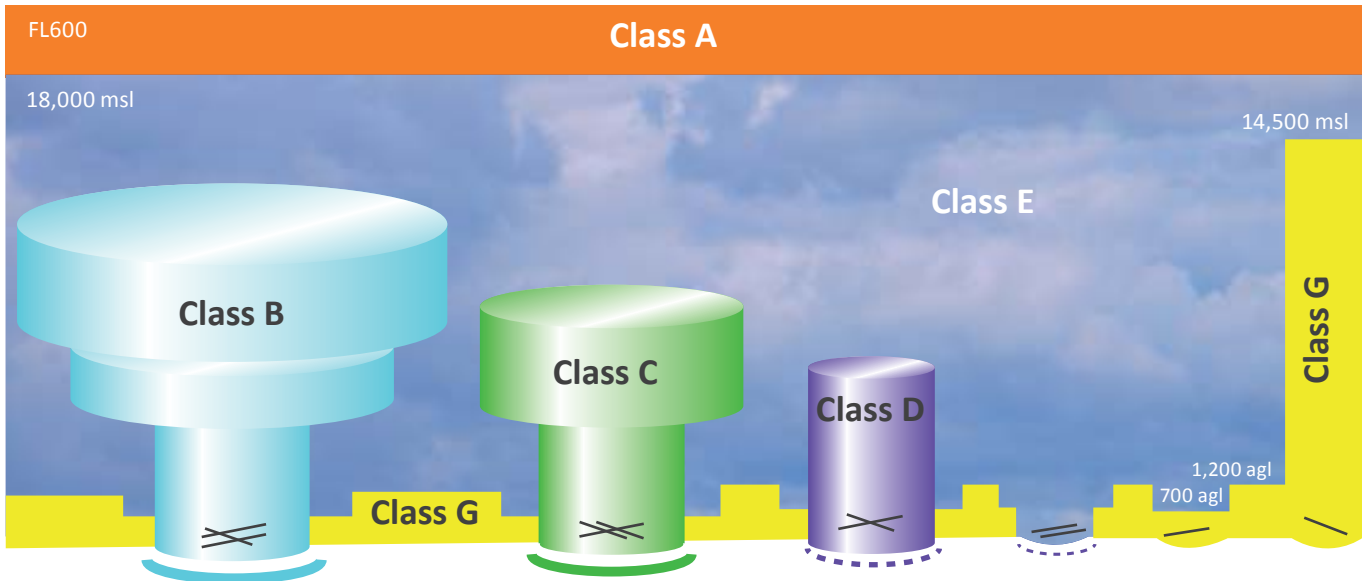 FL600
Class A
18,000 msl
14,500 msl
Class E
Class B
Class C
Class D
Class G
Class G
1,200 agl
700 agl